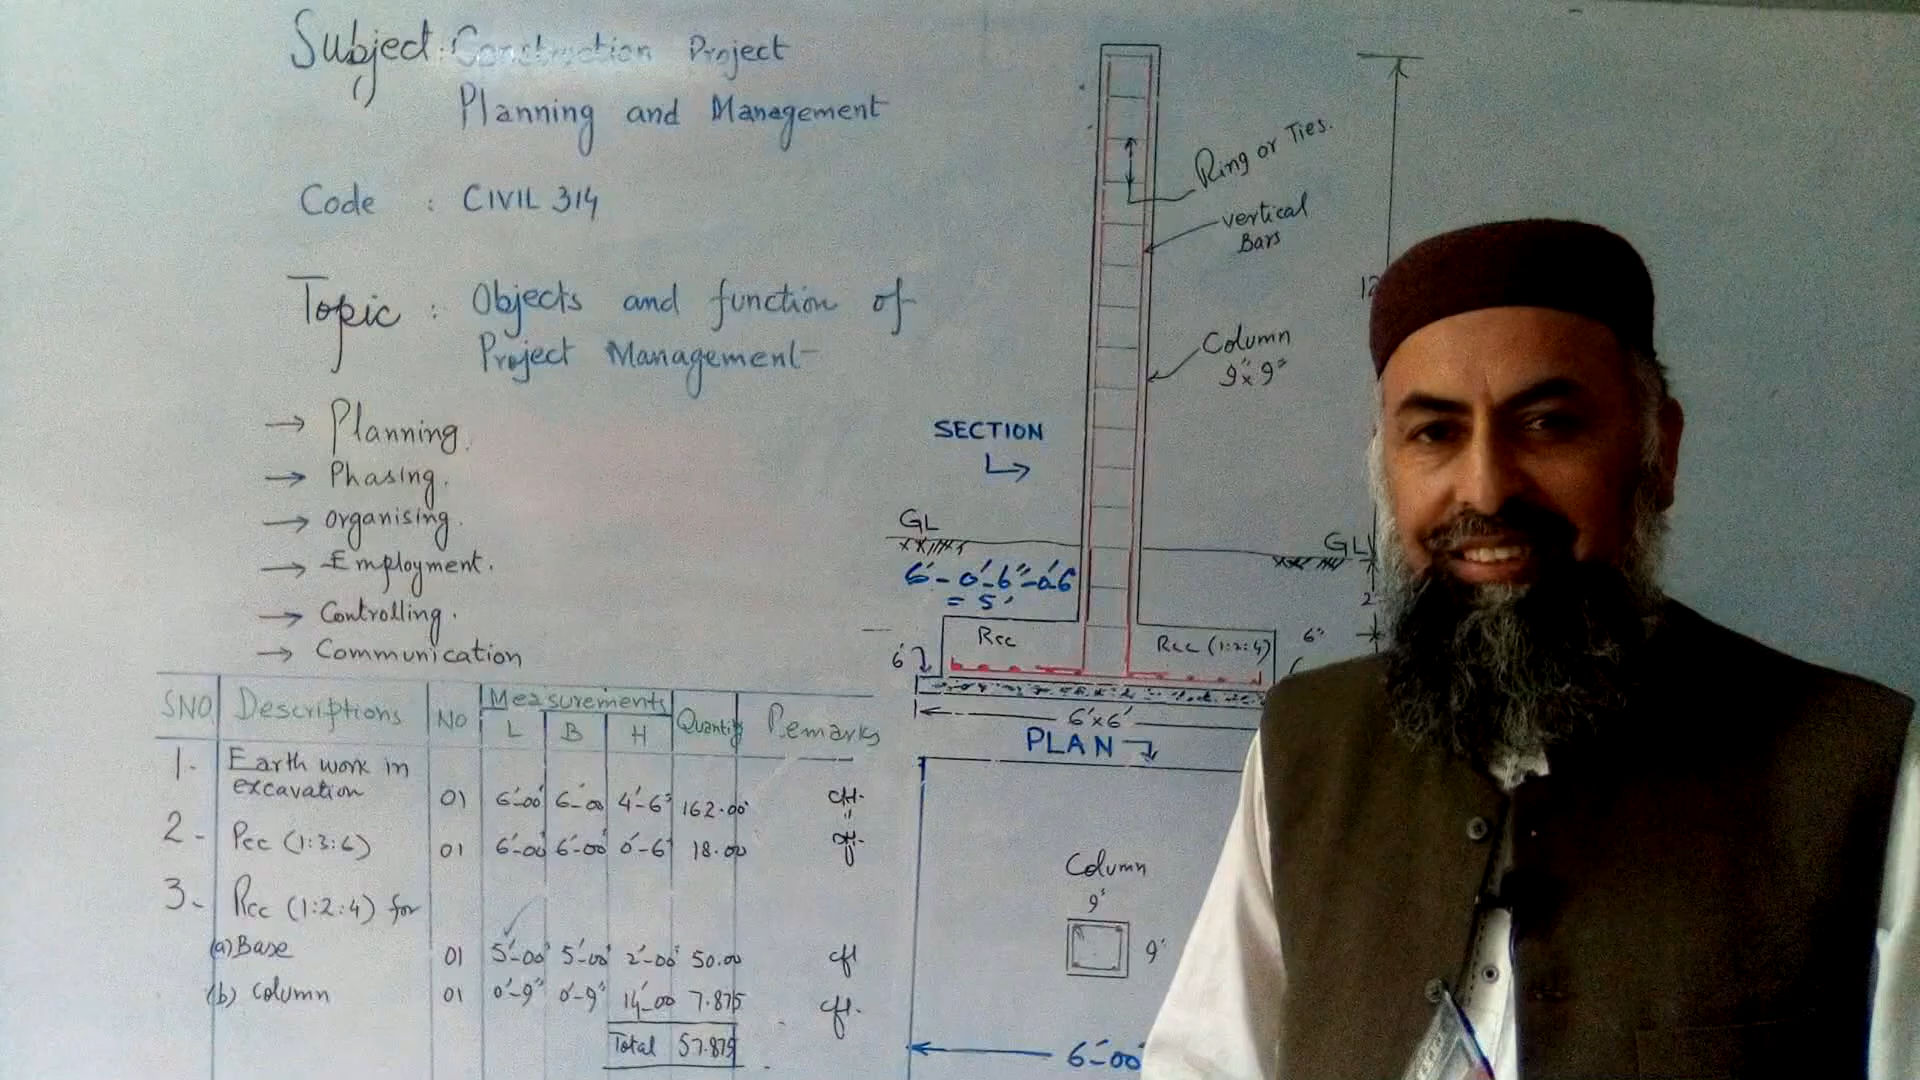 Subject: Construction Project
Planning and Management
Code : CIVIL 314
Topic : Objects and function of
Project Management
→ Planning.
→ Phasing.
→ organising.
→ Employment.
→ Controlling.
→ Communication
SNO Descriptions NO Measurements Quantity Remarks
L B H
1- Earth work in
excavation 01 6'-00 6'-00 4'-6" 162.00 cft.
2- Pcc (1:3:6) 01 6'-00 6'-00 0'-6" 18.00 cft.
3- Rcc (1:2:4) for
(a) Base 01 5'-00 5'-00 2'-00 50.00 cft
(b) Column 01 0'-9" 0'-9" 14'-00 7.875 cft.
Total 57.875
Ring or Ties.
vertical
Bars
12
Column
9"x9"
SECTION
GL
GL
6'-0'-6"-0'-6
= 5'
2
Rcc
Rcc (1:2:4)
6"
6"
6'x6'
PLAN
Column
9"
9"
6'-00